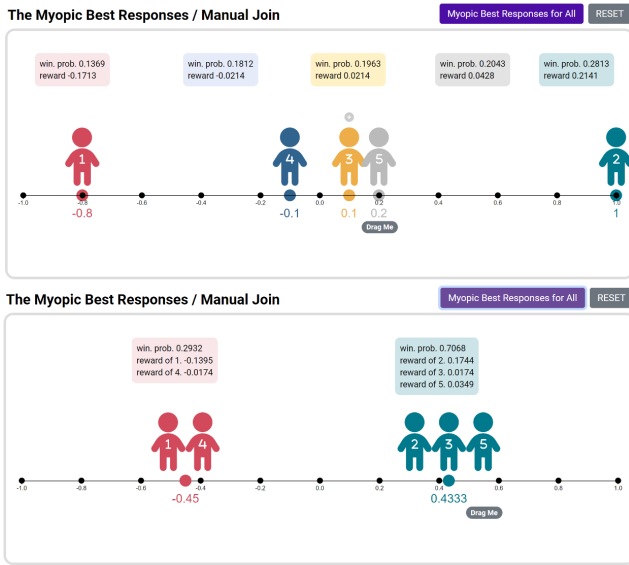 The Myopic Best Responses / Manual Join
Myopic Best Responses for All
RESET
win. prob. 0.1369
reward -0.1713
win. prob. 0.1812
reward -0.0214
win. prob. 0.1963
reward 0.0214
win. prob. 0.2043
reward 0.0428
win. prob. 0.2813
reward 0.2141
1
4
3
5
2
-1.0 -0.8 -0.6 -0.4 -0.2 0.0 0.2 0.4 0.6 0.8 1.0
-0.8 -0.1 0.1 0.2 1
Drag Me
The Myopic Best Responses / Manual Join
Myopic Best Responses for All
RESET
win. prob. 0.2932
reward of 1. -0.1395
reward of 4. -0.0174
win. prob. 0.7068
reward of 2. 0.1744
reward of 3. 0.0174
reward of 5. 0.0349
1 4 2 3 5
-1.0 -0.8 -0.6 -0.4 -0.2 0.0 0.2 0.4 0.6 0.8 1.0
-0.45 0.4333
Drag Me